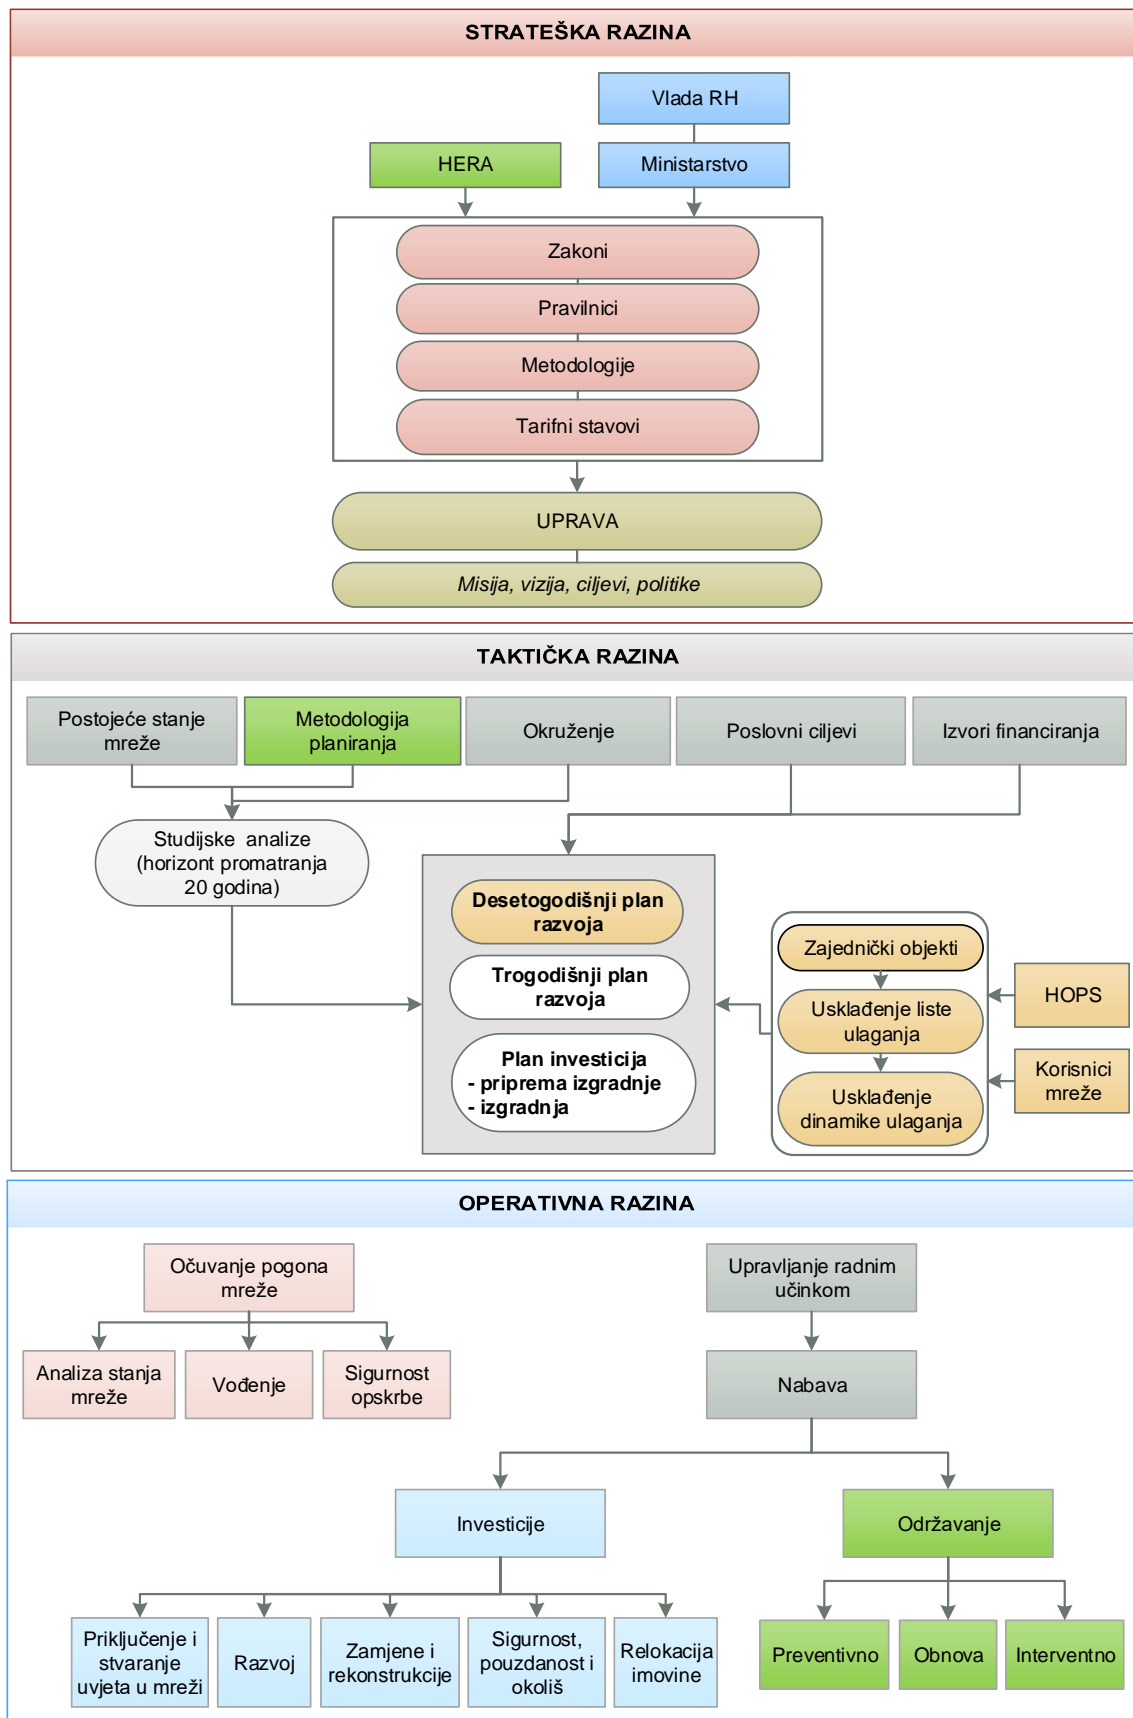 STRATEŠKA RAZINA
Vlada RH
HERA
Ministarstvo
Zakoni
Pravilnici
Metodologije
Tarifni stavovi
UPRAVA
Misija, vizija, ciljevi, politike
TAKTIČKA RAZINA
Postojeće stanje
mreže
Metodologija
planiranja
Okruženje
Poslovni ciljevi
Izvori financiranja
Studijske analize
(horizont promatranja
20 godina)
Desetogodišnji plan
razvoja
Trogodišnji plan
razvoja
Plan investicija
- priprema izgradnje
- izgradnja
Zajednički objekti
Usklađenje liste
ulaganja
Usklađenje
dinamike ulaganja
HOPS
Korisnici
mreže
OPERATIVNA RAZINA
Očuvanje pogona
mreže
Upravljanje radnim
učinkom
Analiza stanja
mreže
Vođenje
Sigurnost
opskrbe
Nabava
Investicije
Održavanje
Priključenje i
stvaranje
uvjeta u mreži
Razvoj
Zamjene i
rekonstrukcije
Sigurnost,
pouzdanost i
okoliš
Relokacija
imovine
Preventivno
Obnova
Interventno